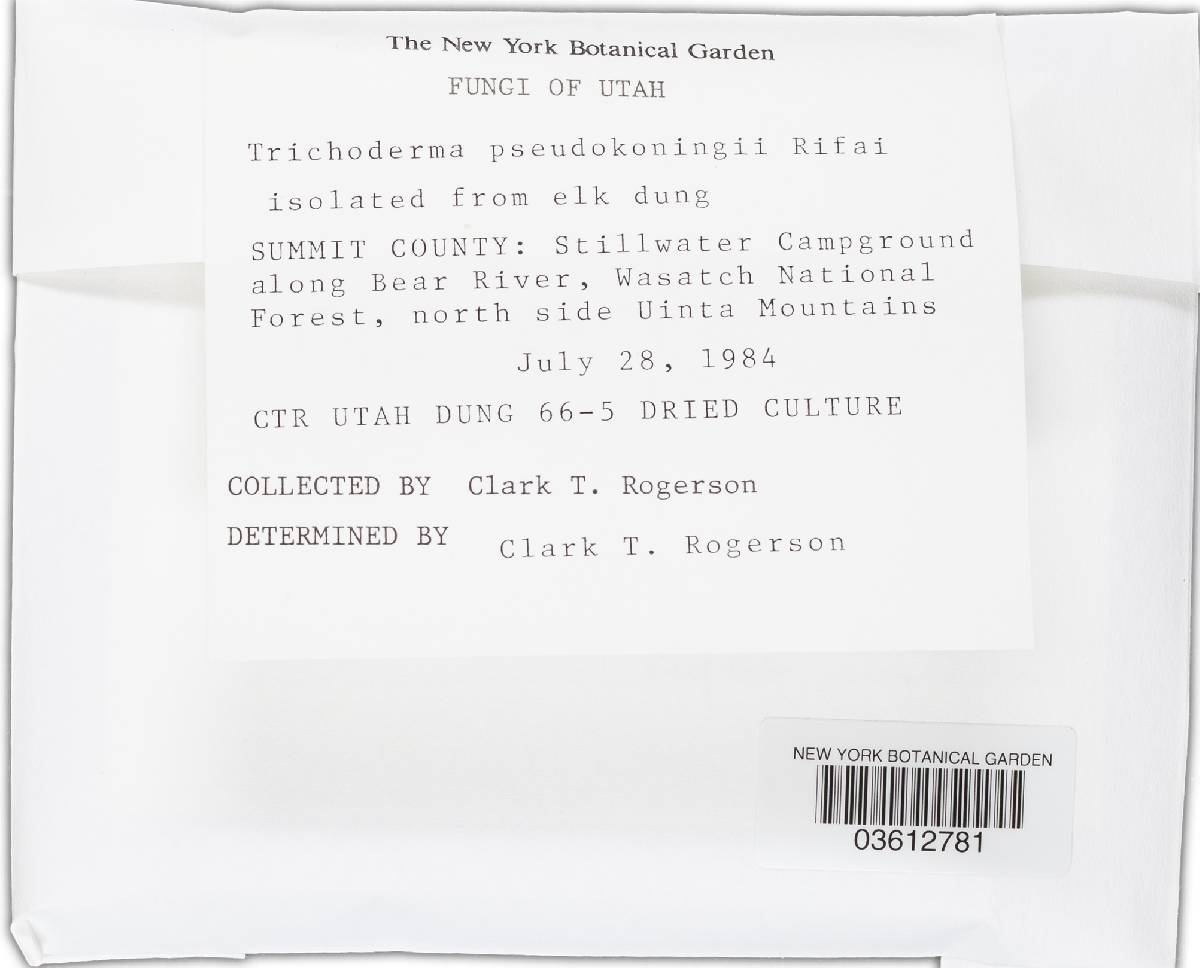 The New York Botanical Garden
FUNGI OF UTAH
Trichoderma pseudokoningii Rifai
isolated from elk dung
SUMMIT COUNTY: Stillwater Campground
along Bear River, Wasatch National
Forest, north side Uinta Mountains
July 28, 1984
CTR UTAH DUNG 66-5 DRIED CULTURE
COLLECTED BY Clark T. Rogerson
DETERMINED BY Clark T. Rogerson
NEW YORK BOTANICAL GARDEN
03612781